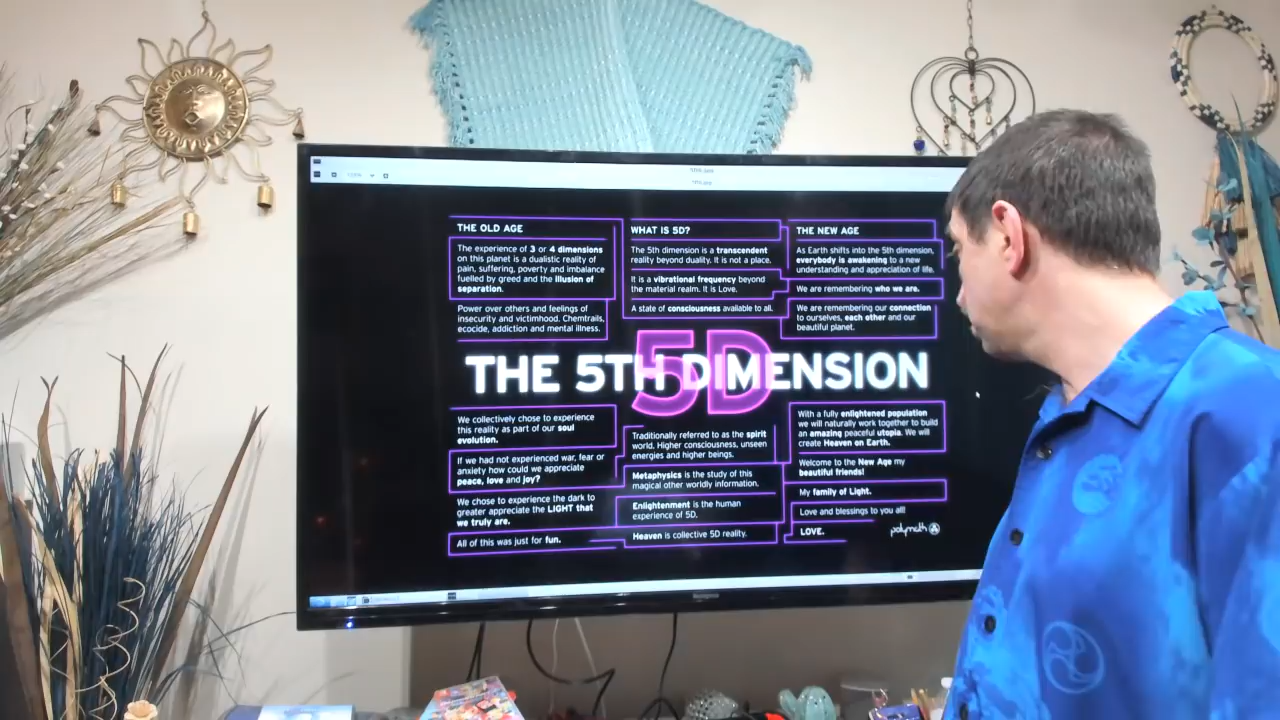 THE OLD AGE
The experience of 3 or 4 dimensions
on this planet is a dualistic reality of
pain, suffering, poverty and imbalance
fuelled by greed and the illusion of
separation.
Power over others and feelings of
insecurity and victimhood. Chemtrails,
ecocide, addiction and mental illness.
WHAT IS 5D?
The 5th dimension is a transcendent
reality beyond duality. It is not a place.
It is a vibrational frequency beyond
the material realm. It is Love.
A state of consciousness available to all.
THE NEW AGE
As Earth shifts into the 5th dimension,
everybody is awakening to a new
understanding and appreciation of life.
We are remembering who we are.
We are remembering our connection
to ourselves, each other and our
beautiful planet.
5D
THE 5TH DIMENSION
We collectively chose to experience
this reality as part of our soul
evolution.
If we had not experienced war, fear or
anxiety how could we appreciate
peace, love and joy?
We chose to experience the dark to
greater appreciate the LIGHT that
we truly are.
All of this was just for fun.
Traditionally referred to as the spirit
world. Higher consciousness, unseen
energies and higher beings.
Metaphysics is the study of this
magical other worldly information.
Enlightenment is the human
experience of 5D.
Heaven is collective 5D reality.
With a fully enlightened population
we will naturally work together to build
an amazing peaceful utopia. We will
create Heaven on Earth.
Welcome to the New Age my
beautiful friends!
My family of Light.
Love and blessings to you all!
LOVE.
polymath